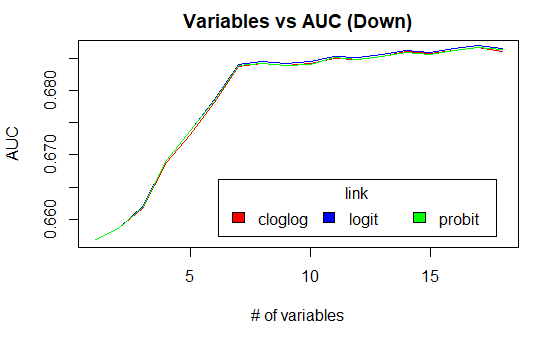 Variables vs AUC (Down)
AUC
0.680
0.670
0.660
link
cloglog logit probit
5 10 15
# of variables